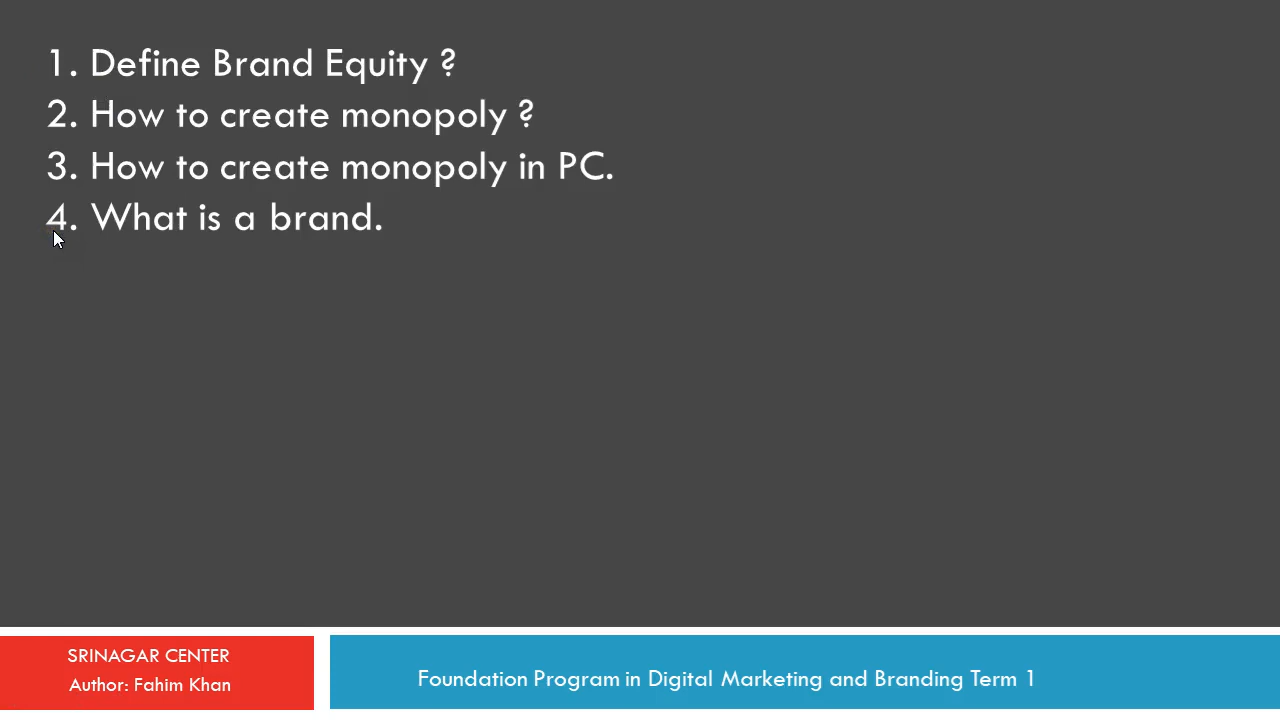 1. Define Brand Equity ?
2. How to create monopoly ?
3. How to create monopoly in PC.
4. What is a brand.
SRINAGAR CENTER
Author: Fahim Khan
Foundation Program in Digital Marketing and Branding Term 1